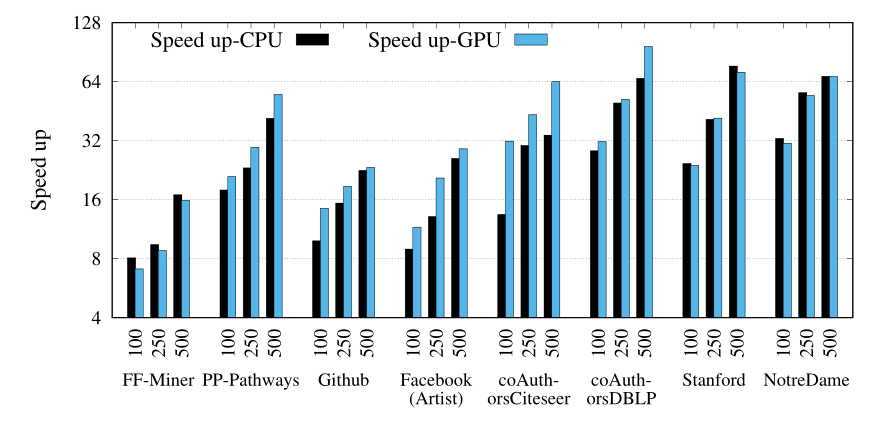 128
64
32
16
8
4
Speed up
Speed up-CPU
Speed up-GPU
100 250 500 100 250 500 100 250 500 100 250 500 100 250 500 100 250 500 100 250 500 100 250 500
FF-Miner PP-Pathways Github Facebook coAuth- coAuth- Stanford NotreDame
(Artist) orsCiteseer orsDBLP